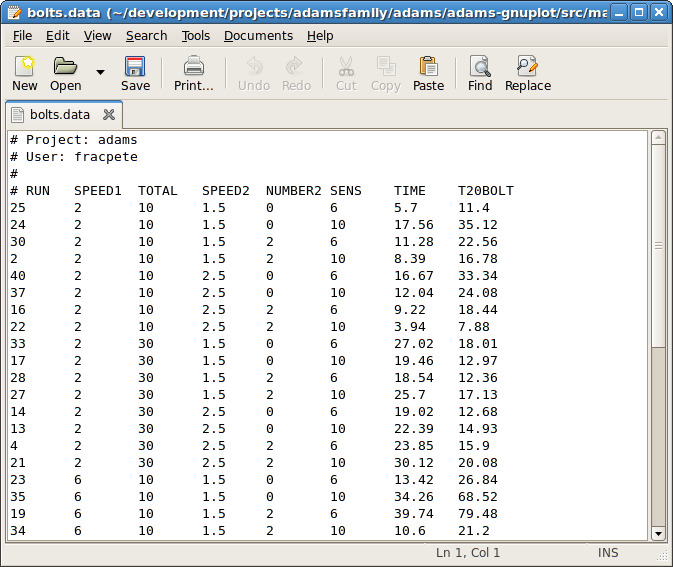 bolts.data (~/development/projects/adamsfamily/adams/adams-gnuplot/src/ma
File Edit View Search Tools Documents Help
New Open Save Print... Undo Redo Cut Copy Paste Find Replace
bolts.data
# Project: adams
# User: fracpete
#
# RUN SPEED1 TOTAL SPEED2 NUMBER2 SENS TIME T20BOLT
25 2 10 1.5 0 6 5.7 11.4
24 2 10 1.5 0 10 17.56 35.12
30 2 10 1.5 2 6 11.28 22.56
2 2 10 1.5 2 10 8.39 16.78
40 2 10 2.5 0 6 16.67 33.34
37 2 10 2.5 0 10 12.04 24.08
16 2 10 2.5 2 6 9.22 18.44
22 2 10 2.5 2 10 3.94 7.88
33 2 30 1.5 0 6 27.02 18.01
17 2 30 1.5 0 10 19.46 12.97
28 2 30 1.5 2 6 18.54 12.36
27 2 30 1.5 2 10 25.7 17.13
14 2 30 2.5 0 6 19.02 12.68
13 2 30 2.5 0 10 22.39 14.93
4 2 30 2.5 2 6 23.85 15.9
21 2 30 2.5 2 10 30.12 20.08
23 6 10 1.5 0 6 13.42 26.84
35 6 10 1.5 0 10 34.26 68.52
19 6 10 1.5 2 6 39.74 79.48
34 6 10 1.5 2 10 10.6 21.2
Ln 1, Col 1 INS